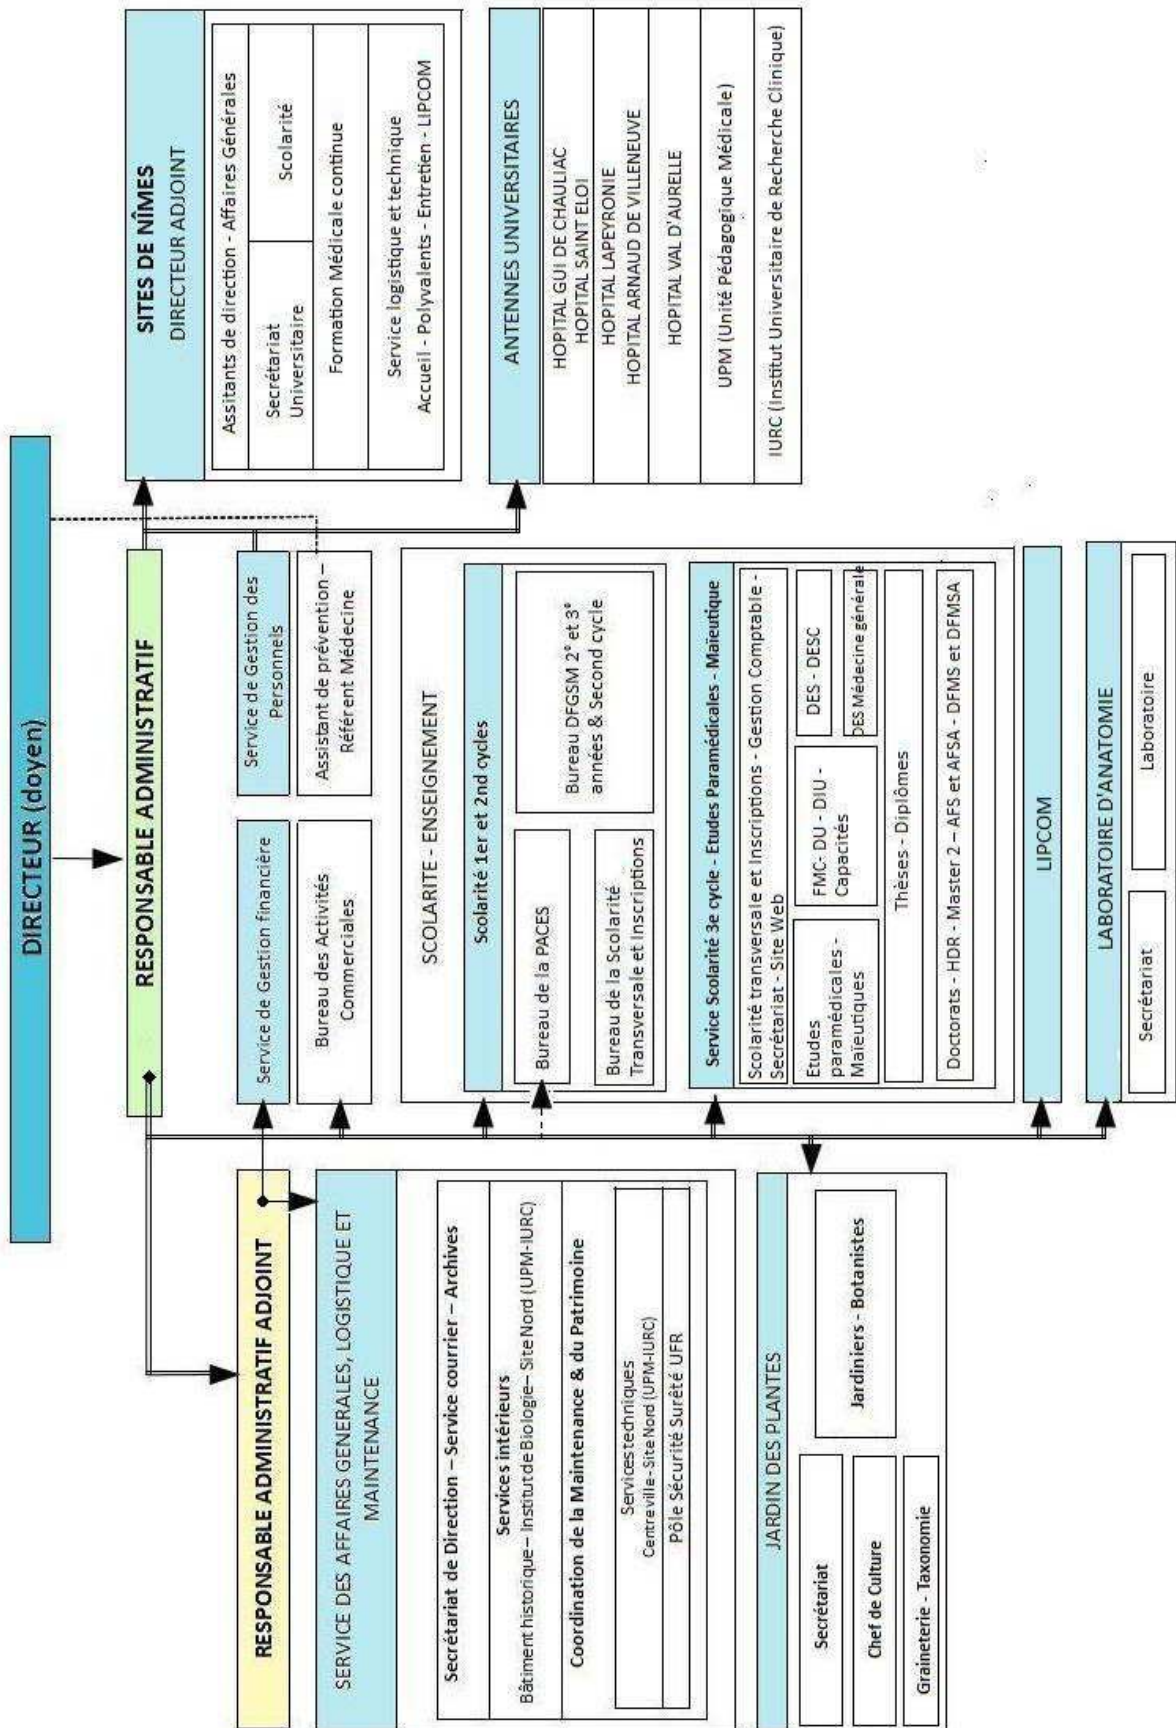 DIRECTEUR (doyen)
RESPONSABLE ADMINISTRATIF
RESPONSABLE ADMINISTRATIF ADJOINT
SERVICE DES AFFAIRES GENERALES, LOGISTIQUE ET
MAINTENANCE
Secrétariat de Direction – Service courrier – Archives
Services intérieurs
Bâtiment historique – Institut de Biologie – Site Nord (UPM-IURC)
Coordination de la Maintenance & du Patrimoine
Services techniques
Centre ville - Site Nord (UPM-IURC)
Pôle Sécurité Surêté UFR
JARDIN DES PLANTES
Secrétariat
Jardiniers - Botanistes
Chef de Culture
Graineterie - Taxonomie
Service de Gestion financière
Bureau des Activités
Commerciales
Service de Gestion des
Personnels
Assistant de prévention –
Référent Médecine
SCOLARITE - ENSEIGNEMENT
Scolarité 1er et 2nd cycles
Bureau de la PACES
Bureau de la Scolarité
Transversale et Inscriptions
Bureau DFGSM 2° et 3°
années & Second cycle
Service Scolarité 3e cycle - Etudes Paramédicales - Maïeutique
Scolarité transversale et Inscriptions - Gestion Comptable -
Secrétariat - Site Web
Etudes
paramédicales -
Maïeutiques
FMC- DU - DIU -
Capacités
DES - DESC
DES Médecine générale
Thèses - Diplômes
Doctorats - HDR - Master 2 – AFS et AFSA - DFMS et DFMSA
LIPCOM
LABORATOIRE D'ANATOMIE
Secrétariat
Laboratoire
SITES DE NÎMES
DIRECTEUR ADJOINT
Assitants de direction - Affaires Générales
Secrétariat
Universitaire
Scolarité
Formation Médicale continue
Service logistique et technique
Accueil - Polyvalents - Entretien - LIPCOM
ANTENNES UNIVERSITAIRES
HOPITAL GUI DE CHAULIAC
HOPITAL SAINT ELOI
HOPITAL LAPEYRONIE
HOPITAL ARNAUD DE VILLENEUVE
HOPITAL VAL D'AURELLE
UPM (Unité Pédagogique Médicale)
IURC (Institut Universitaire de Recherche Clinique)